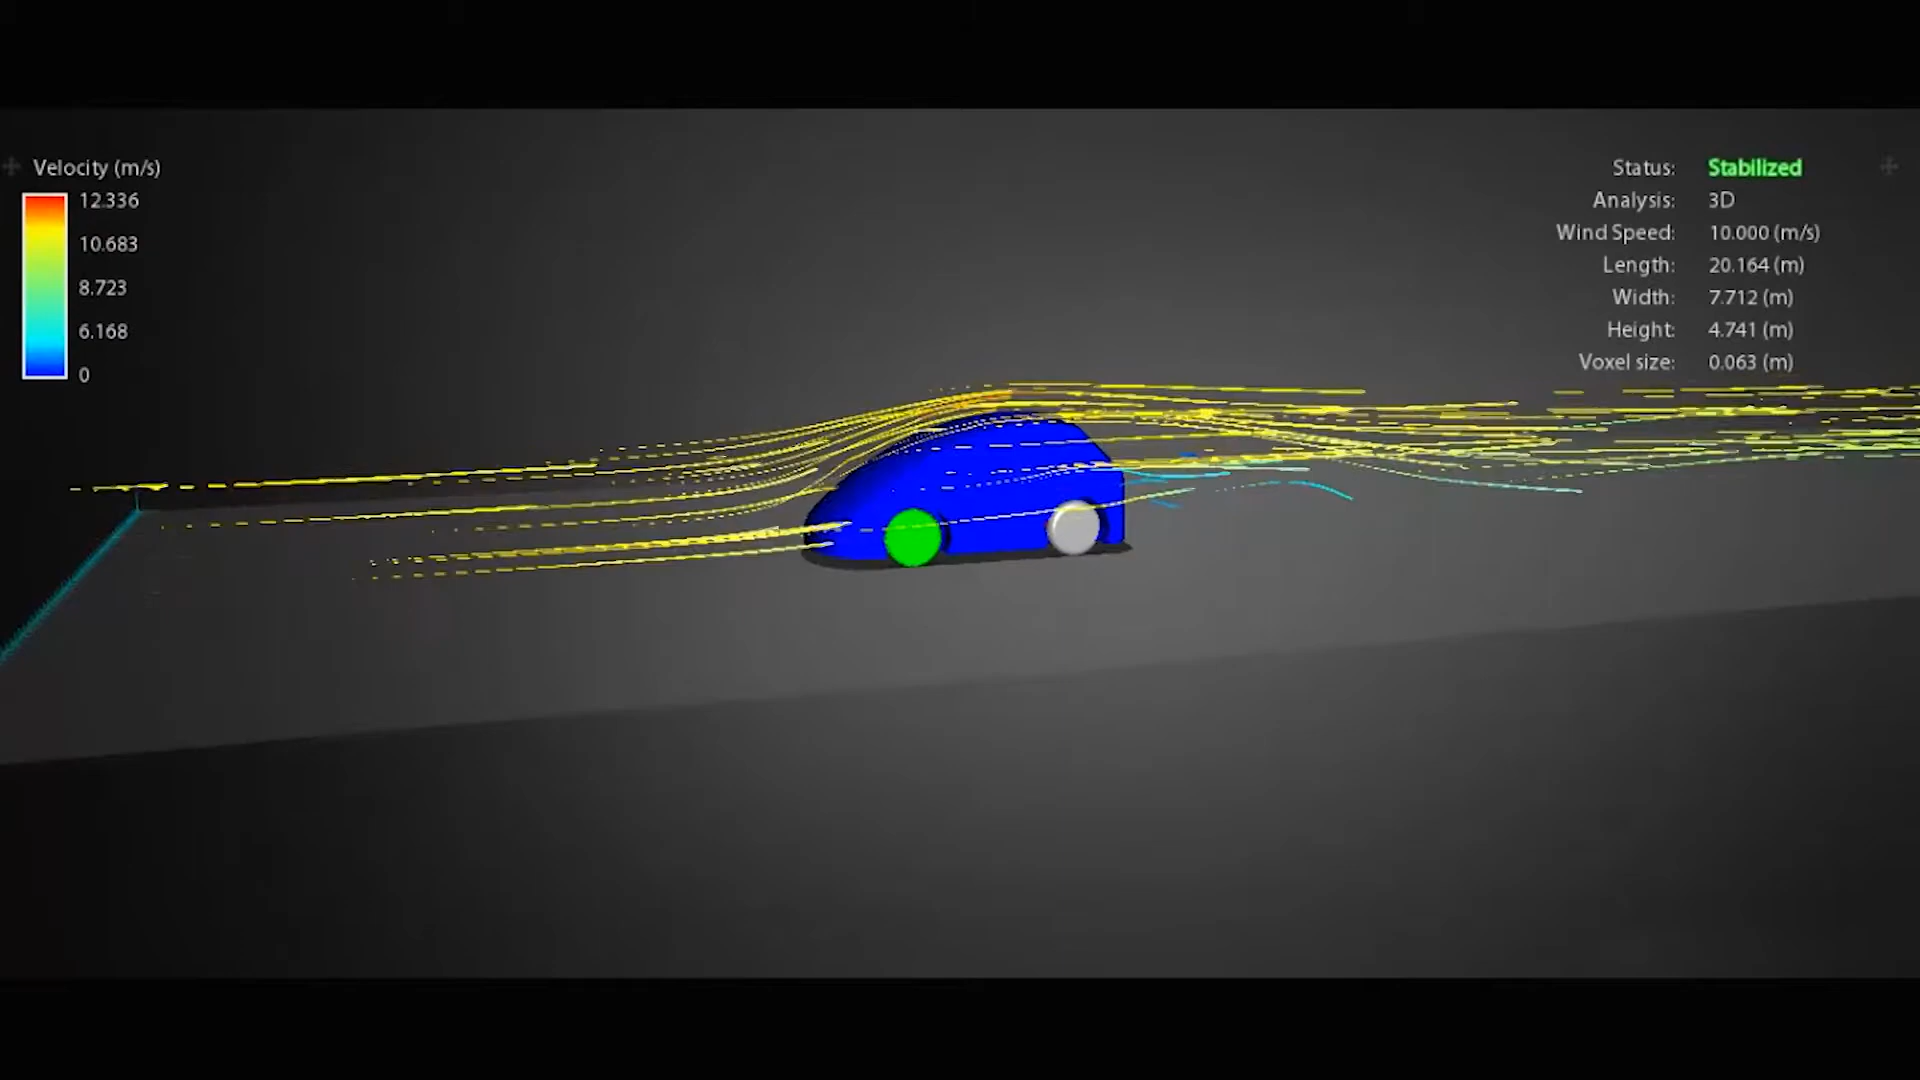 Velocity (m/s)
12.336
10.683
8.723
6.168
0
Status: Stabilized
Analysis: 3D
Wind Speed: 10.000 (m/s)
Length: 20.164 (m)
Width: 7.712 (m)
Height: 4.741 (m)
Voxel size: 0.063 (m)